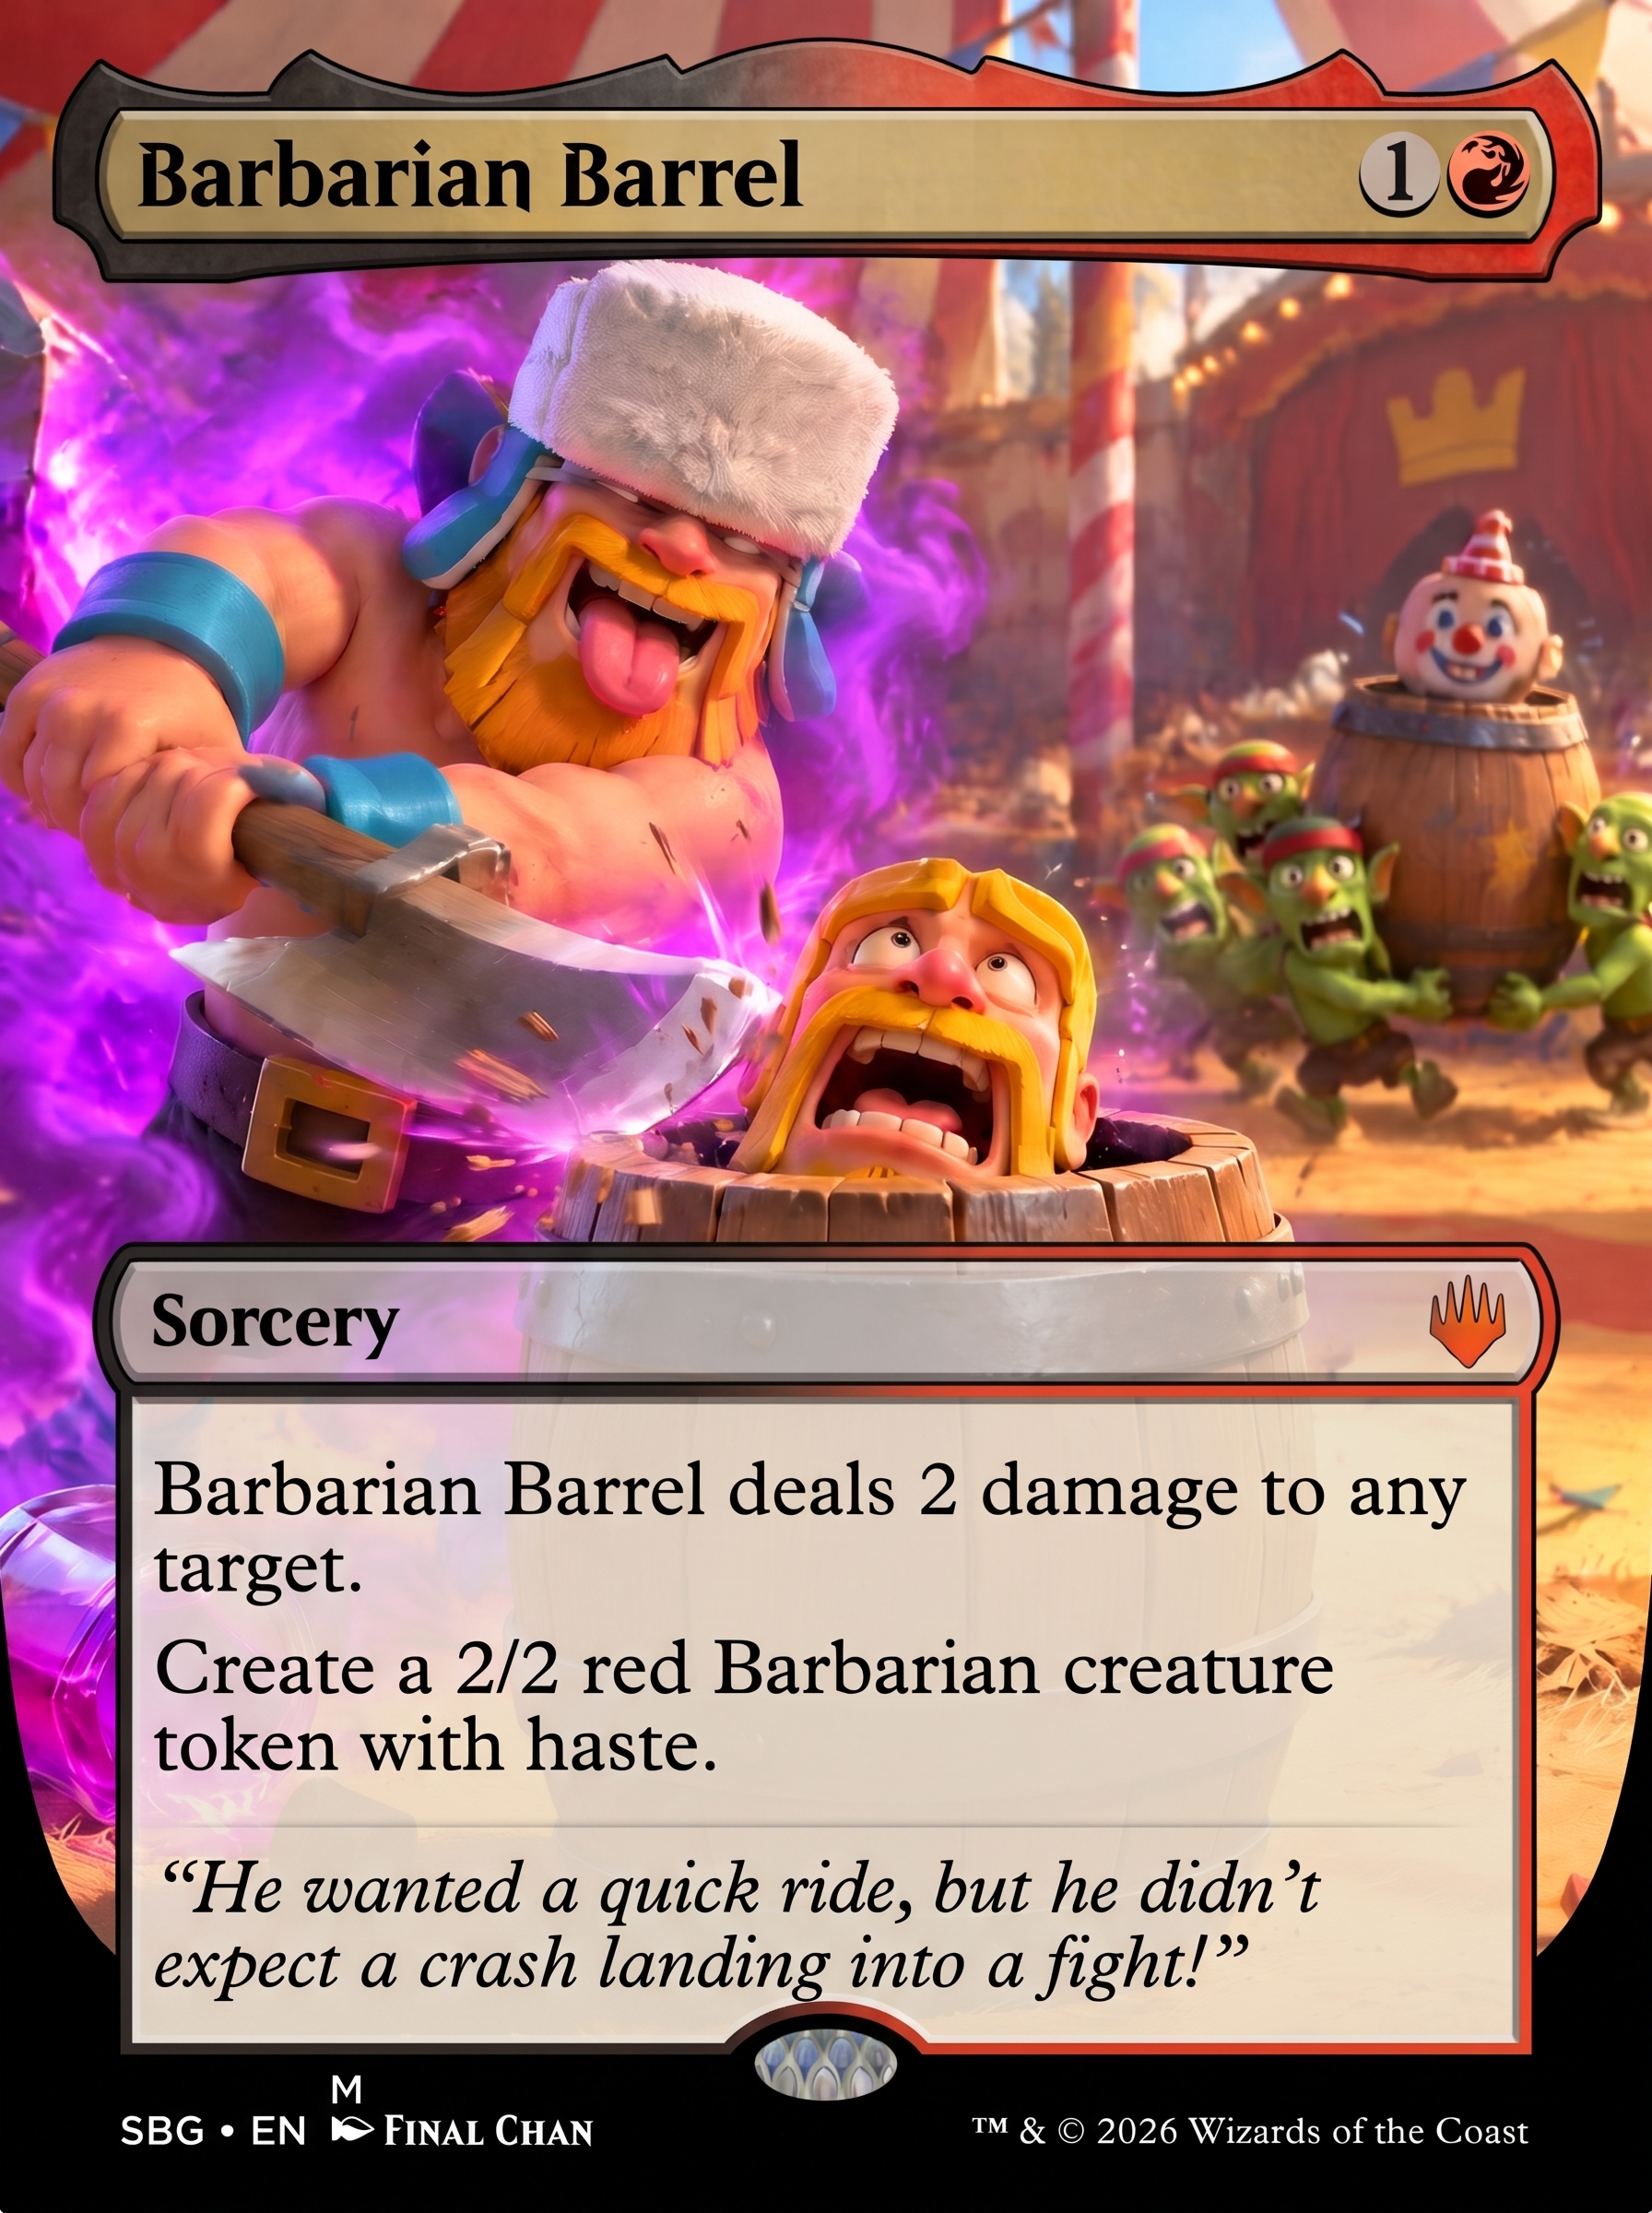 Barbarian Barrel 1
Sorcery
Barbarian Barrel deals 2 damage to any
target.
Create a 2/2 red Barbarian creature
token with haste.
“He wanted a quick ride, but he didn’t
expect a crash landing into a fight!”
M
SBG • EN FINAL CHAN
™ & © 2026 Wizards of the Coast